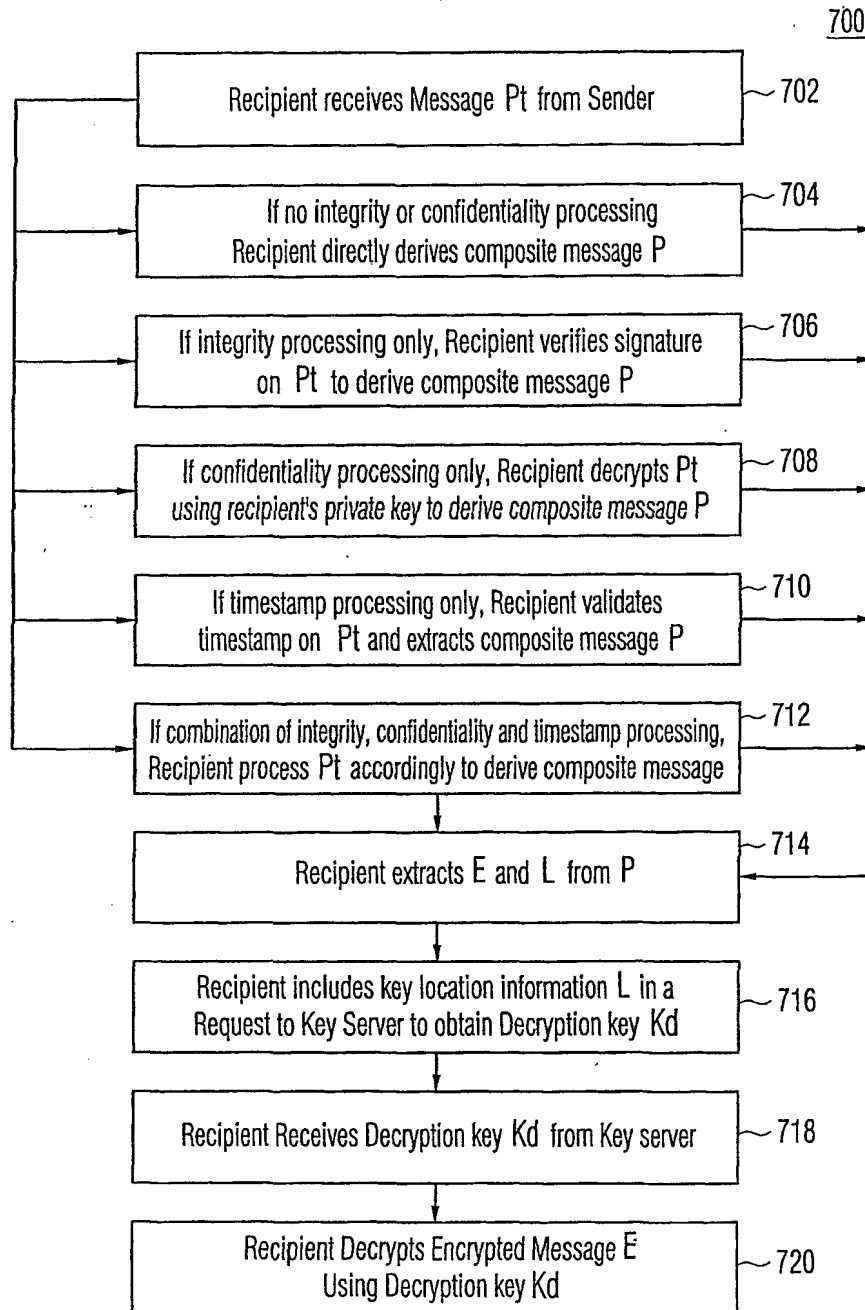 700
Recipient receives Message Pt from Sender
702
If no integrity or confidentiality processing
Recipient directly derives composite message P
704
If integrity processing only, Recipient verifies signature
on Pt to derive composite message P
706
If confidentiality processing only, Recipient decrypts Pt
using recipient's private key to derive composite message P
708
If timestamp processing only, Recipient validates
timestamp on Pt and extracts composite message P
710
If combination of integrity, confidentiality and timestamp processing,
Recipient process Pt accordingly to derive composite message
712
Recipient extracts E and L from P
714
Recipient includes key location information L in a
Request to Key Server to obtain Decryption key Kd
716
Recipient Receives Decryption key Kd from Key server
718
Recipient Decrypts Encrypted Message E
Using Decryption key Kd
720